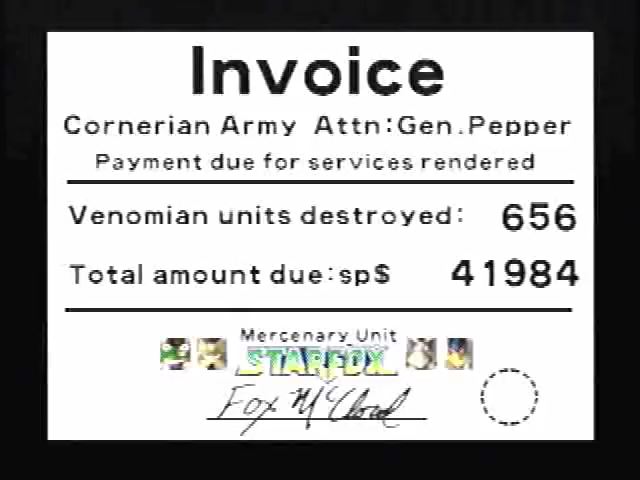 Invoice
Cornerian Army Attn:Gen.Pepper
Payment due for services rendered
Venomian units destroyed: 656
Total amount due:sp$ 41984
Mercenary Unit
STARFOX
Fox McCloud